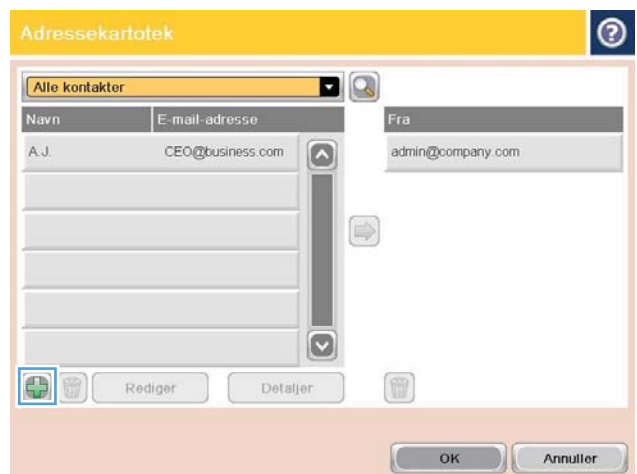 Adressekartotek
Alle kontakter
Navn E-mail-adresse Fra
A.J. CEO@business.com admin@company.com
Rediger Detaljer
OK Annuller